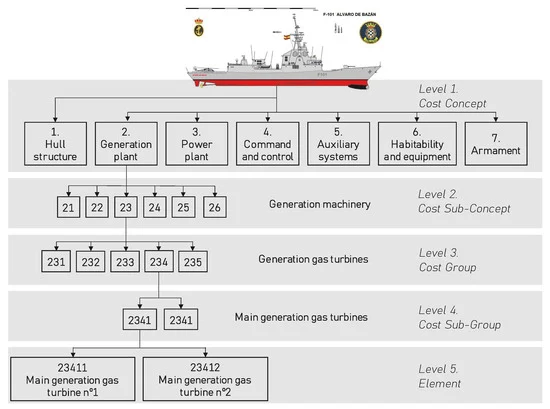 F-101 ALVARO DE BAZÁN
Level 1.
Cost Concept
1.
Hull
structure
2.
Generation
plant
3.
Power
plant
4.
Command
and control
5.
Auxiliary
systems
6.
Habitability
and equipment
7.
Armament
Level 2.
Cost Sub-Concept
21
22
23
24
25
26
Generation machinery
Level 3.
Cost Group
231
232
233
234
235
Generation gas turbines
Level 4.
Cost Sub-Group
2341
2341
Main generation gas turbines
23411
Main generation gas
turbine nº1
23412
Main generation gas
turbine nº2
Level 5.
Element